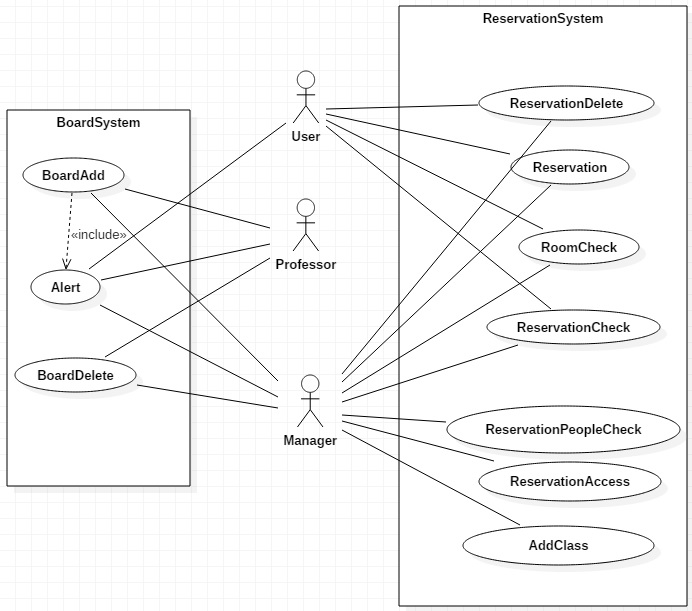 ReservationSystem
ReservationDelete
BoardSystem
User
Reservation
BoardAdd
«include»
RoomCheck
Professor
Alert
ReservationCheck
BoardDelete
Manager
ReservationPeopleCheck
ReservationAccess
AddClass